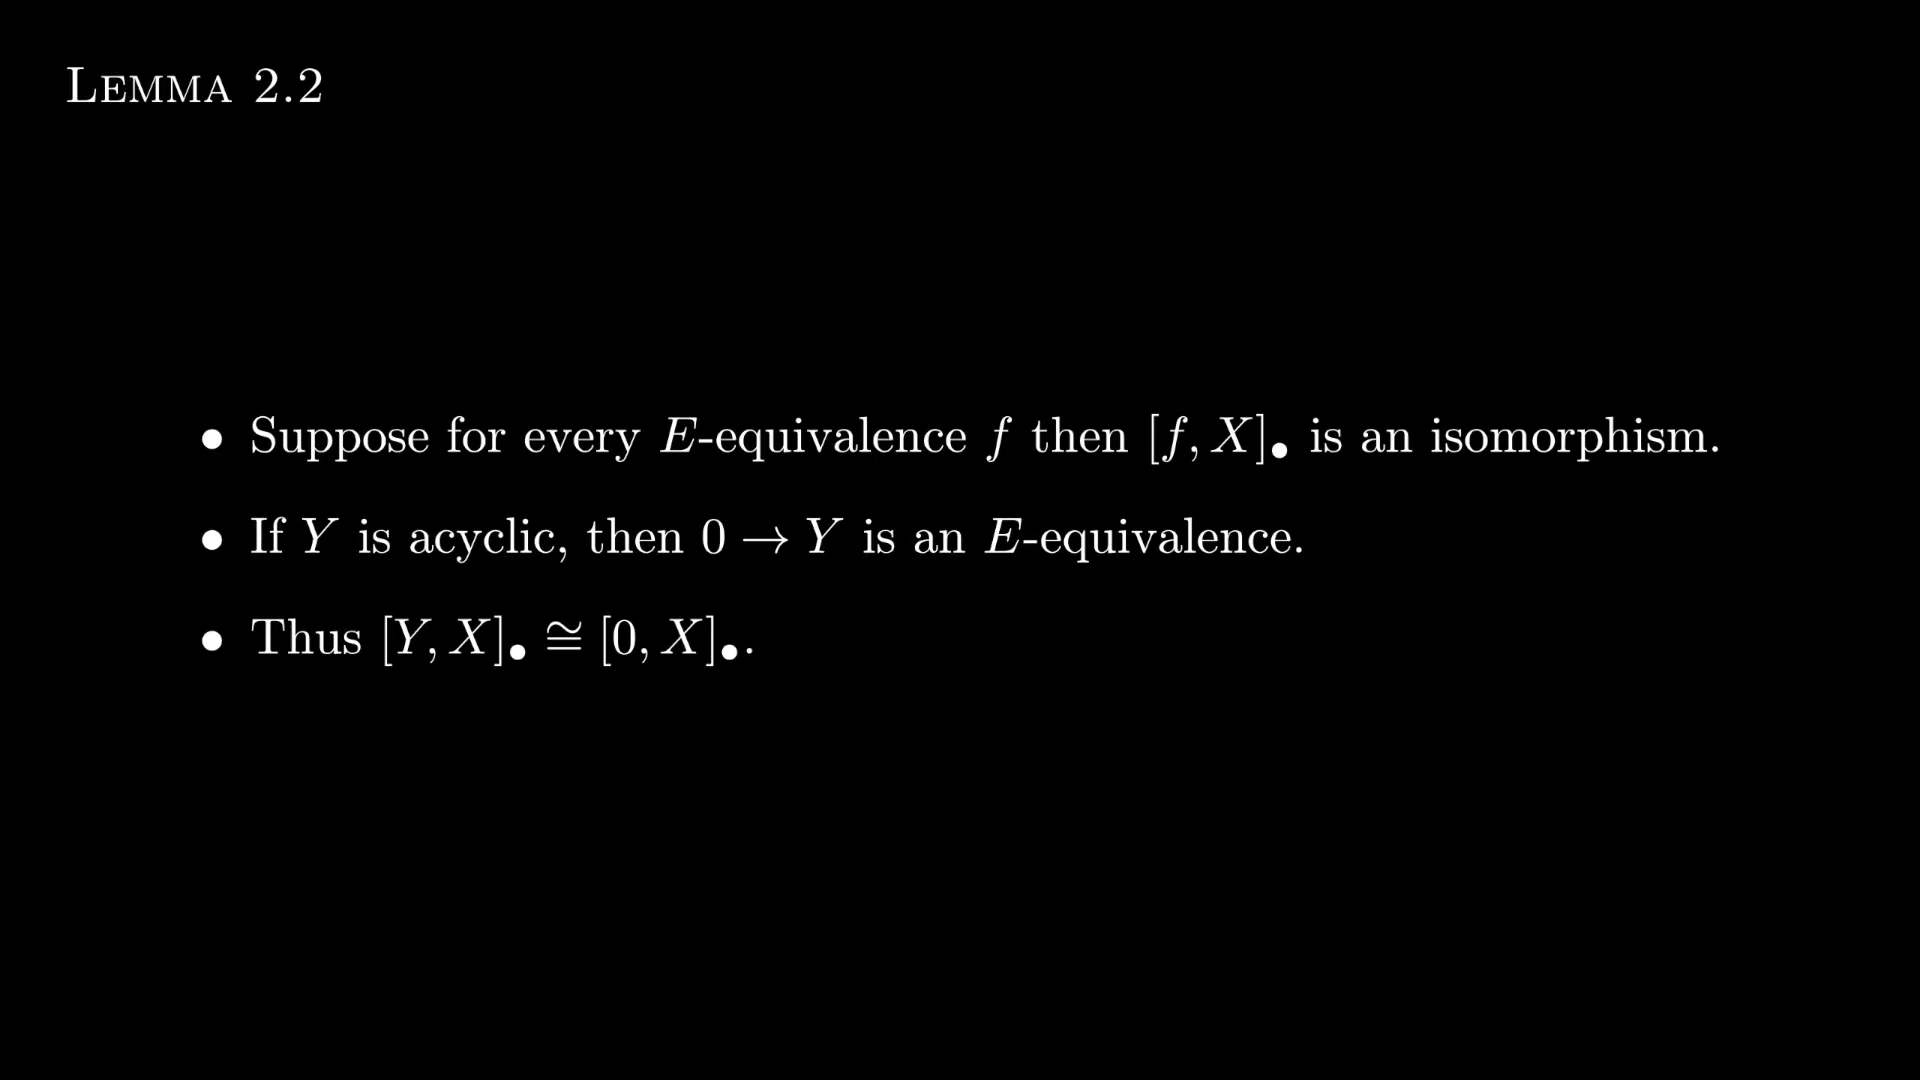 LEMMA 2.2
• Suppose for every E-equivalence f then [f, X]• is an isomorphism.
• If Y is acyclic, then 0 → Y is an E-equivalence.
• Thus [Y, X]• ≅ [0, X]•.